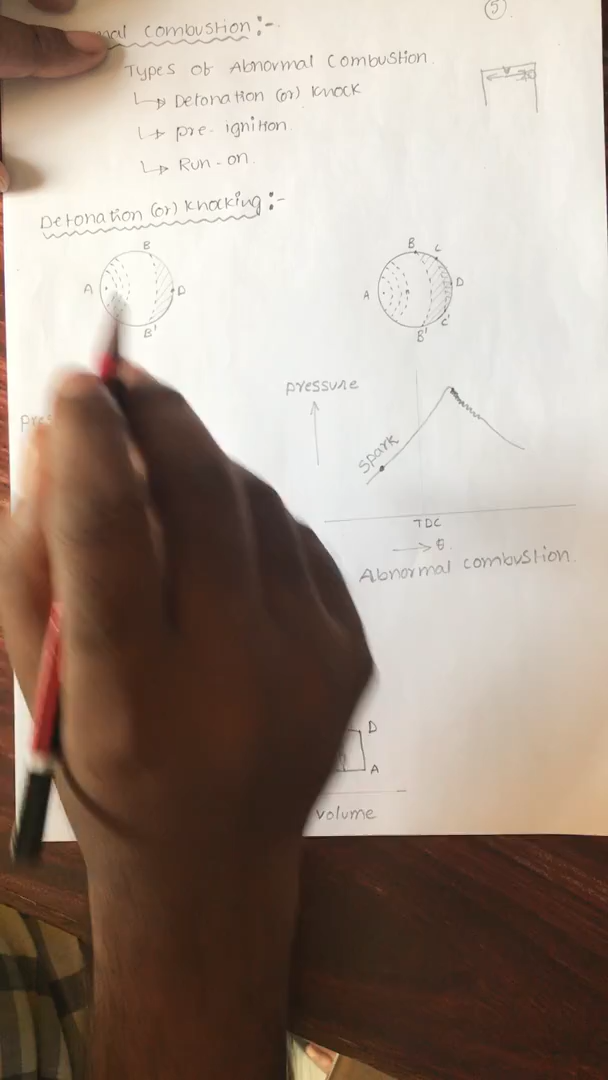 5
Combustion:-
Types of Abnormal Combustion.
Detonation (or) Knock
pre-ignition.
Run-on.
Detonation (or) Knocking:-
B
A
D
B'
B
C
A
D
C'
B'
pressure
Spark
TDC
θ
Abnormal combustion.
D
A
volume